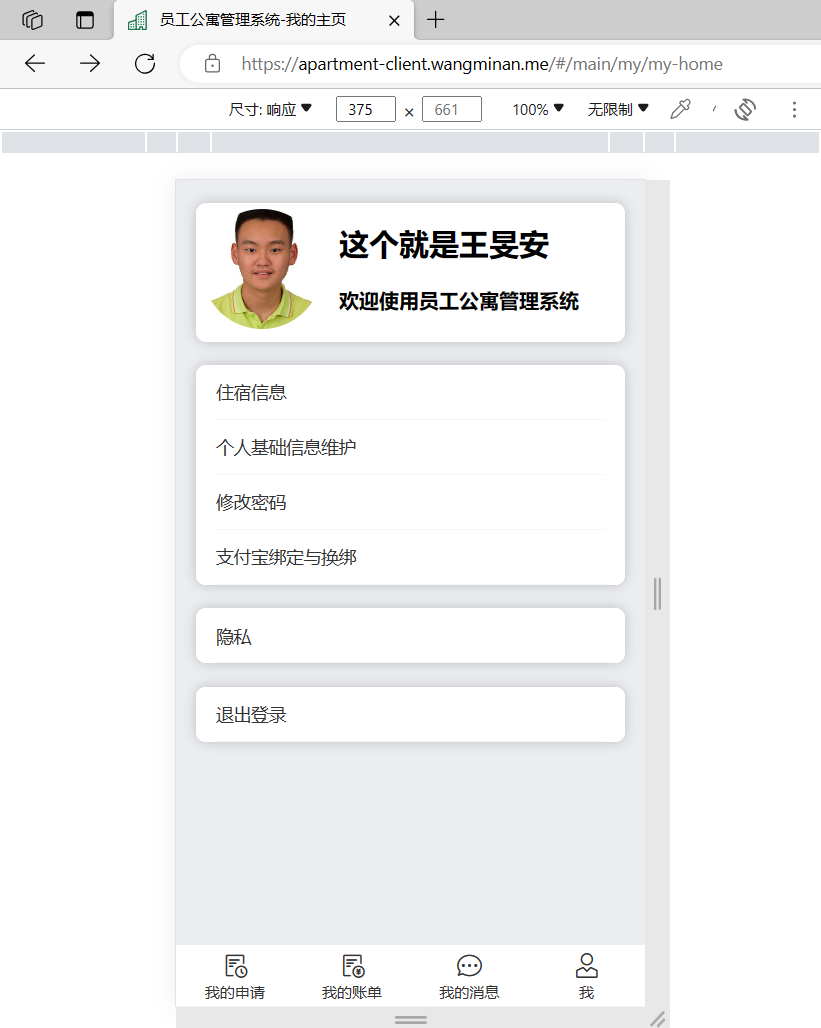 员工公寓管理系统-我的主页
https://apartment-client.wangminan.me/#/main/my/my-home
尺寸: 响应 375 × 661 100% 无限制
这个就是王旻安
欢迎使用员工公寓管理系统
住宿信息
个人基础信息维护
修改密码
支付宝绑定与换绑
隐私
退出登录
我的申请 我的账单 我的消息 我